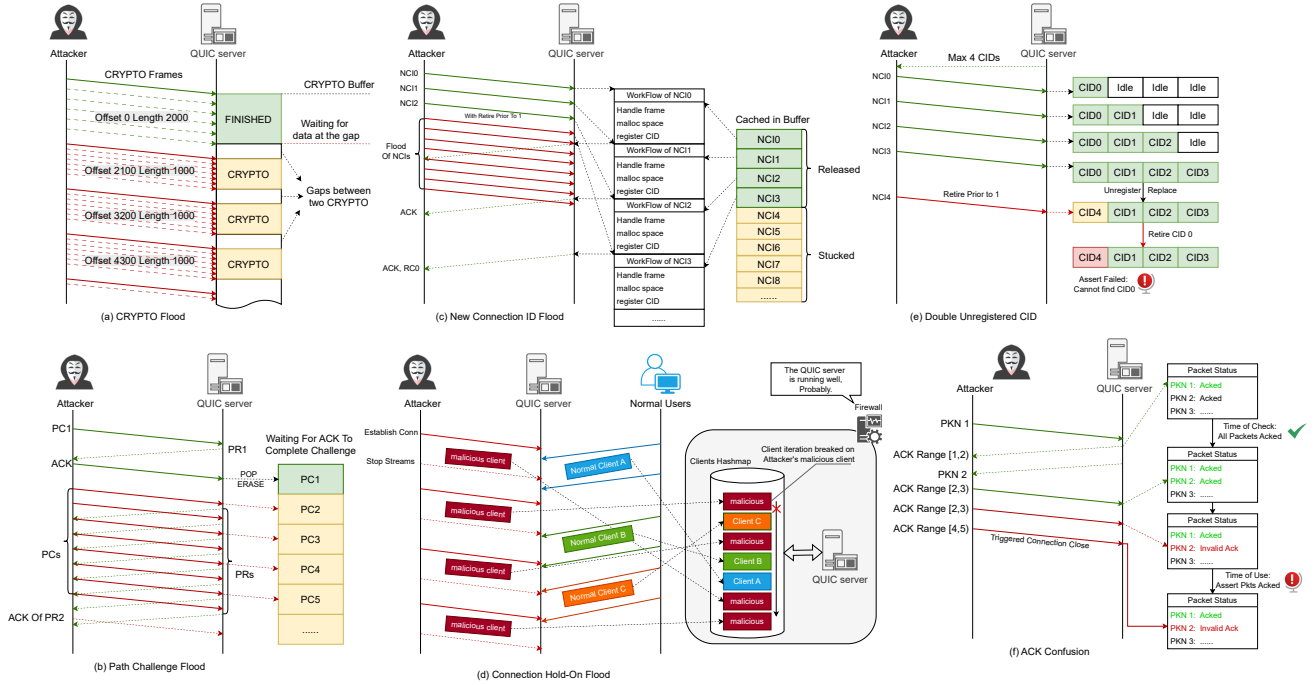 Attacker
QUIC server
CRYPTO Frames
CRYPTO Buffer
Offset 0 Length 2000
FINISHED
Waiting for
data at the gap
Offset 2100 Length 1000
CRYPTO
Gaps between
two CRYPTO
Offset 3200 Length 1000
CRYPTO
Offset 4300 Length 1000
CRYPTO
(a) CRYPTO Flood
Attacker
QUIC server
NCI0
NCI1
NCI2
With Retire Prior To 1
Flood
Of NCIs
ACK
ACK, RC0
WorkFlow of NCI0
Handle frame
malloc space
register CID
WorkFlow of NCI1
Handle frame
malloc space
register CID
WorkFlow of NCI2
Handle frame
malloc space
register CID
WorkFlow of NCI3
Handle frame
malloc space
register CID
......
Cached in Buffer
NCI0
NCI1
NCI2
NCI3
NCI4
NCI5
NCI6
NCI7
NCI8
......
Released
Stucked
(c) New Connection ID Flood
Attacker
QUIC server
Max 4 CIDs
NCI0
CID0 Idle Idle Idle
NCI1
CID0 CID1 Idle Idle
NCI2
CID0 CID1 CID2 Idle
NCI3
CID0 CID1 CID2 CID3
Unregister Replace
NCI4
Retire Prior to 1
CID4 CID1 CID2 CID3
Retire CID 0
CID4 CID1 CID2 CID3
Assert Failed:
Cannot find CID0
(e) Double Unregistered CID
Attacker
QUIC server
PC1
PR1
ACK
POP
ERASE
Waiting For ACK To
Complete Challenge
PC1
PC2
PC3
PC4
PC5
......
PCs
PRs
ACK Of PR2
(b) Path Challenge Flood
Attacker
QUIC server
Normal Users
Establish Conn
Stop Streams
malicious client
malicious client
malicious client
malicious client
Normal Client A
Normal Client B
Normal Client C
The QUIC server
is running well,
Probably.
Firewall
Client iteration breaked on
Attacker's malicious client
Clients Hashmap
malicious
Client C
malicious
Client B
Client A
malicious
malicious
QUIC server
(d) Connection Hold-On Flood
Attacker
QUIC server
PKN 1
ACK Range [1,2)
PKN 2
ACK Range [2,3)
ACK Range [2,3)
ACK Range [4,5)
Triggered Connection Close
Packet Status
PKN 1: Acked
PKN 2: Acked
PKN 3: ......
Time of Check:
All Packets Acked
Packet Status
PKN 1: Acked
PKN 2: Acked
PKN 3: ......
Packet Status
PKN 1: Acked
PKN 2: Invalid Ack
PKN 3: ......
Time of Use:
Assert Pkts Acked
Packet Status
PKN 1: Acked
PKN 2: Invalid Ack
PKN 3: ......
(f) ACK Confusion